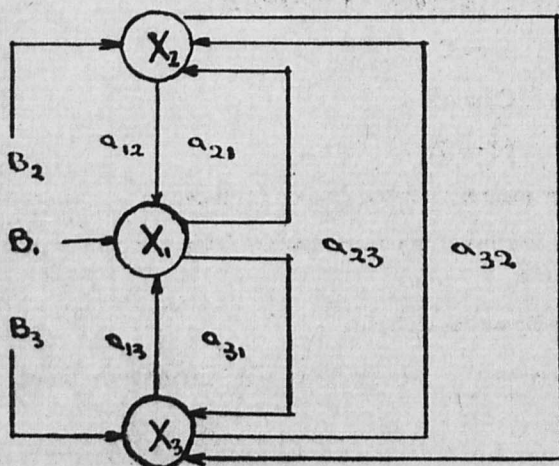 X₂
a₁₂ a₂₁
B₂
B₁ X₁ a₂₃ a₃₂
B₃ a₁₃ a₃₁
X₃